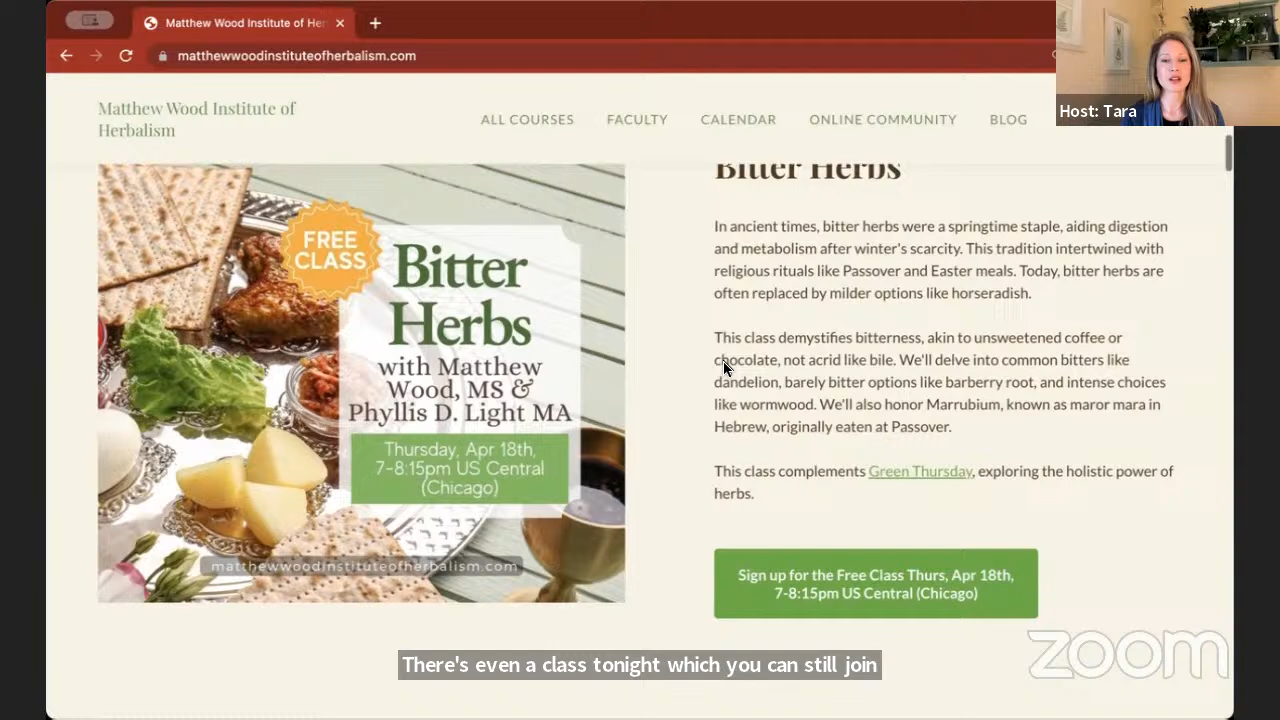 Matthew Wood Institute of Her
matthewwoodinstituteofherbalism.com
Host: Tara
Matthew Wood Institute of
Herbalism
ALL COURSES FACULTY CALENDAR ONLINE COMMUNITY BLOG
FREE
CLASS
Bitter
Herbs
with Matthew
Wood, MS &
Phyllis D. Light MA
Thursday, Apr 18th,
7-8:15pm US Central
(Chicago)
matthewwoodinstituteofherbalism.com
Bitter Herbs
In ancient times, bitter herbs were a springtime staple, aiding digestion
and metabolism after winter's scarcity. This tradition intertwined with
religious rituals like Passover and Easter meals. Today, bitter herbs are
often replaced by milder options like horseradish.
This class demystifies bitterness, akin to unsweetened coffee or
chocolate, not acrid like bile. We'll delve into common bitters like
dandelion, barely bitter options like barberry root, and intense choices
like wormwood. We'll also honor Marrubium, known as maror mara in
Hebrew, originally eaten at Passover.
This class complements Green Thursday, exploring the holistic power of
herbs.
Sign up for the Free Class Thurs, Apr 18th,
7-8:15pm US Central (Chicago)
zoom
There's even a class tonight which you can still join